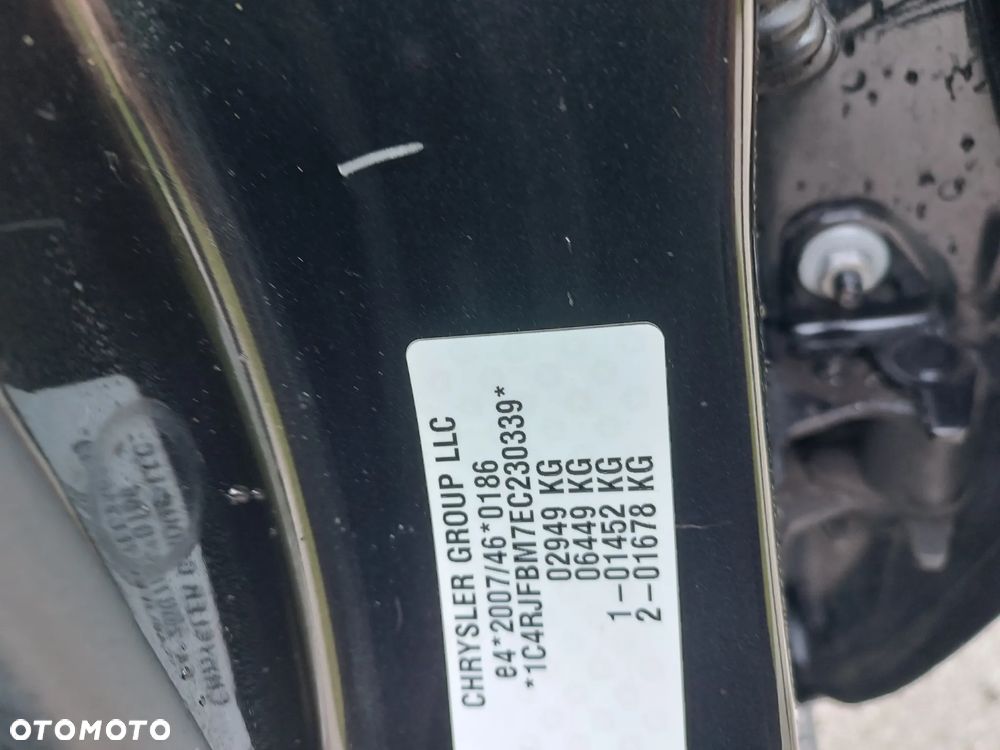 CHRYSLER GROUP LLC
e4*2007/46*0186
*1C4RJFBM7EC230339*
02949 KG
06449 KG
1-01452 KG
2-01678 KG
OTOMOTO